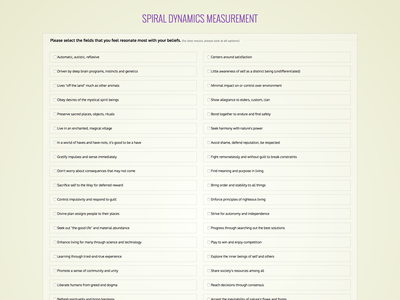 SPIRAL DYNAMICS MEASUREMENT
Please select the fields that you feel resonate most with your beliefs.
Automatic, autistic, reflexive
Centers around satisfaction
Driven by deep brain programs, instincts and genetics
Little awareness of self as a distinct being (undifferentiated)
Lives "off the land" much as other animals
Minimal impact on or control over environment
Obey desires of the mystical spirit beings
Show allegiance to elders, custom, clan
Preserve sacred places, objects, rituals
Bond together to endure and find safety
Live in an enchanted, magical village
Seek harmony with nature's power
In a world of haves and have-nots, it's good to be a have
Avoid shame, defend reputation, be respected
Gratify impulses and sense immediately
Fight remorselessly and without guilt to break constraints
Don't worry about consequences that may not come
Find meaning and purpose in living
Sacrifice self to the Way for deferred reward
Bring order and stability to all things
Control impulsivity and respond to guilt
Enforce principles of righteous living
Divine plan assigns people to their places
Strive for autonomy and independence
Seek out "the good life" and material abundance
Progress through searching out the best solutions
Enhance living for many through science and technology
Play to win and enjoy competition
Learning through tried and true experience
Explore the inner beings of self and others
Promote a sense of community and unity
Share society's resources among all
Liberate humans from greed and dogma
Reach decisions through consensus
Refresh spirituality and bring harmony